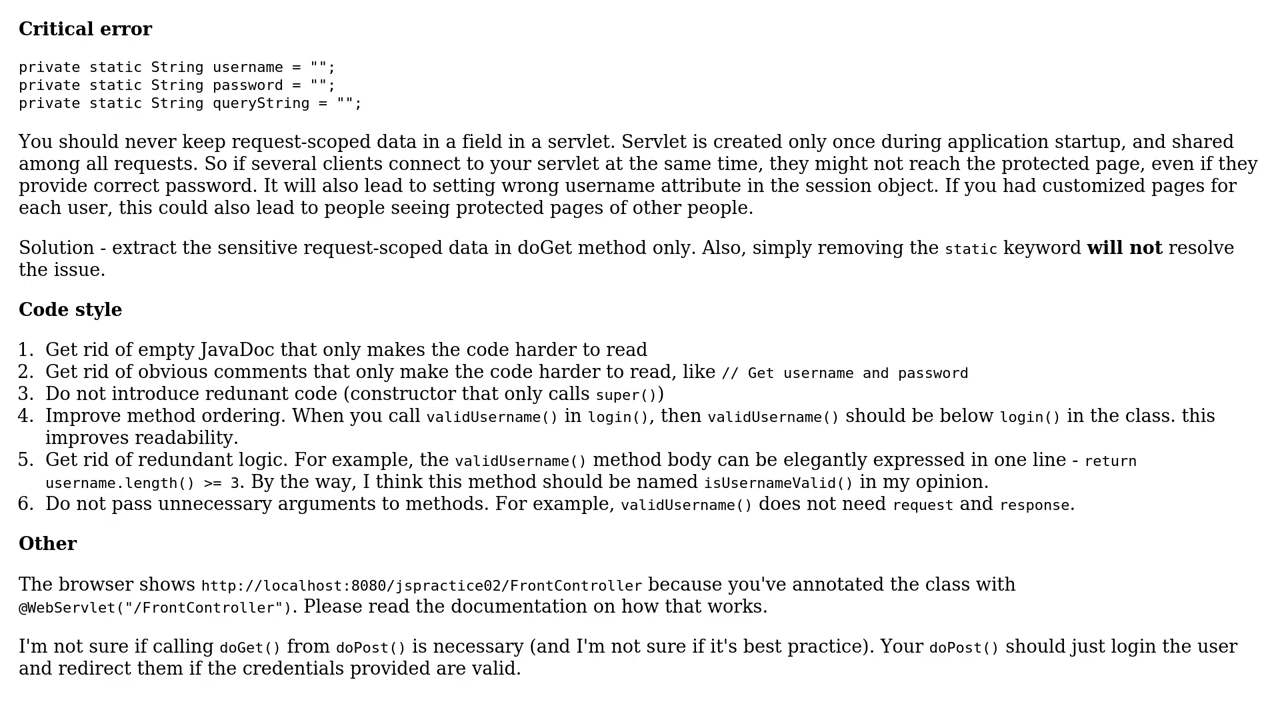 Critical error
private static String username = "";
private static String password = "";
private static String queryString = "";
You should never keep request-scoped data in a field in a servlet. Servlet is created only once during application startup, and shared
among all requests. So if several clients connect to your servlet at the same time, they might not reach the protected page, even if they
provide correct password. It will also lead to setting wrong username attribute in the session object. If you had customized pages for
each user, this could also lead to people seeing protected pages of other people.
Solution - extract the sensitive request-scoped data in doGet method only. Also, simply removing the static keyword will not resolve
the issue.
Code style
1. Get rid of empty JavaDoc that only makes the code harder to read
2. Get rid of obvious comments that only make the code harder to read, like // Get username and password
3. Do not introduce redunant code (constructor that only calls super())
4. Improve method ordering. When you call validUsername() in login(), then validUsername() should be below login() in the class. this
improves readability.
5. Get rid of redundant logic. For example, the validUsername() method body can be elegantly expressed in one line - return
username.length() >= 3. By the way, I think this method should be named isUsernameValid() in my opinion.
6. Do not pass unnecessary arguments to methods. For example, validUsername() does not need request and response.
Other
The browser shows http://localhost:8080/jspractice02/FrontController because you've annotated the class with
@WebServlet("/FrontController"). Please read the documentation on how that works.
I'm not sure if calling doGet() from doPost() is necessary (and I'm not sure if it's best practice). Your doPost() should just login the user
and redirect them if the credentials provided are valid.